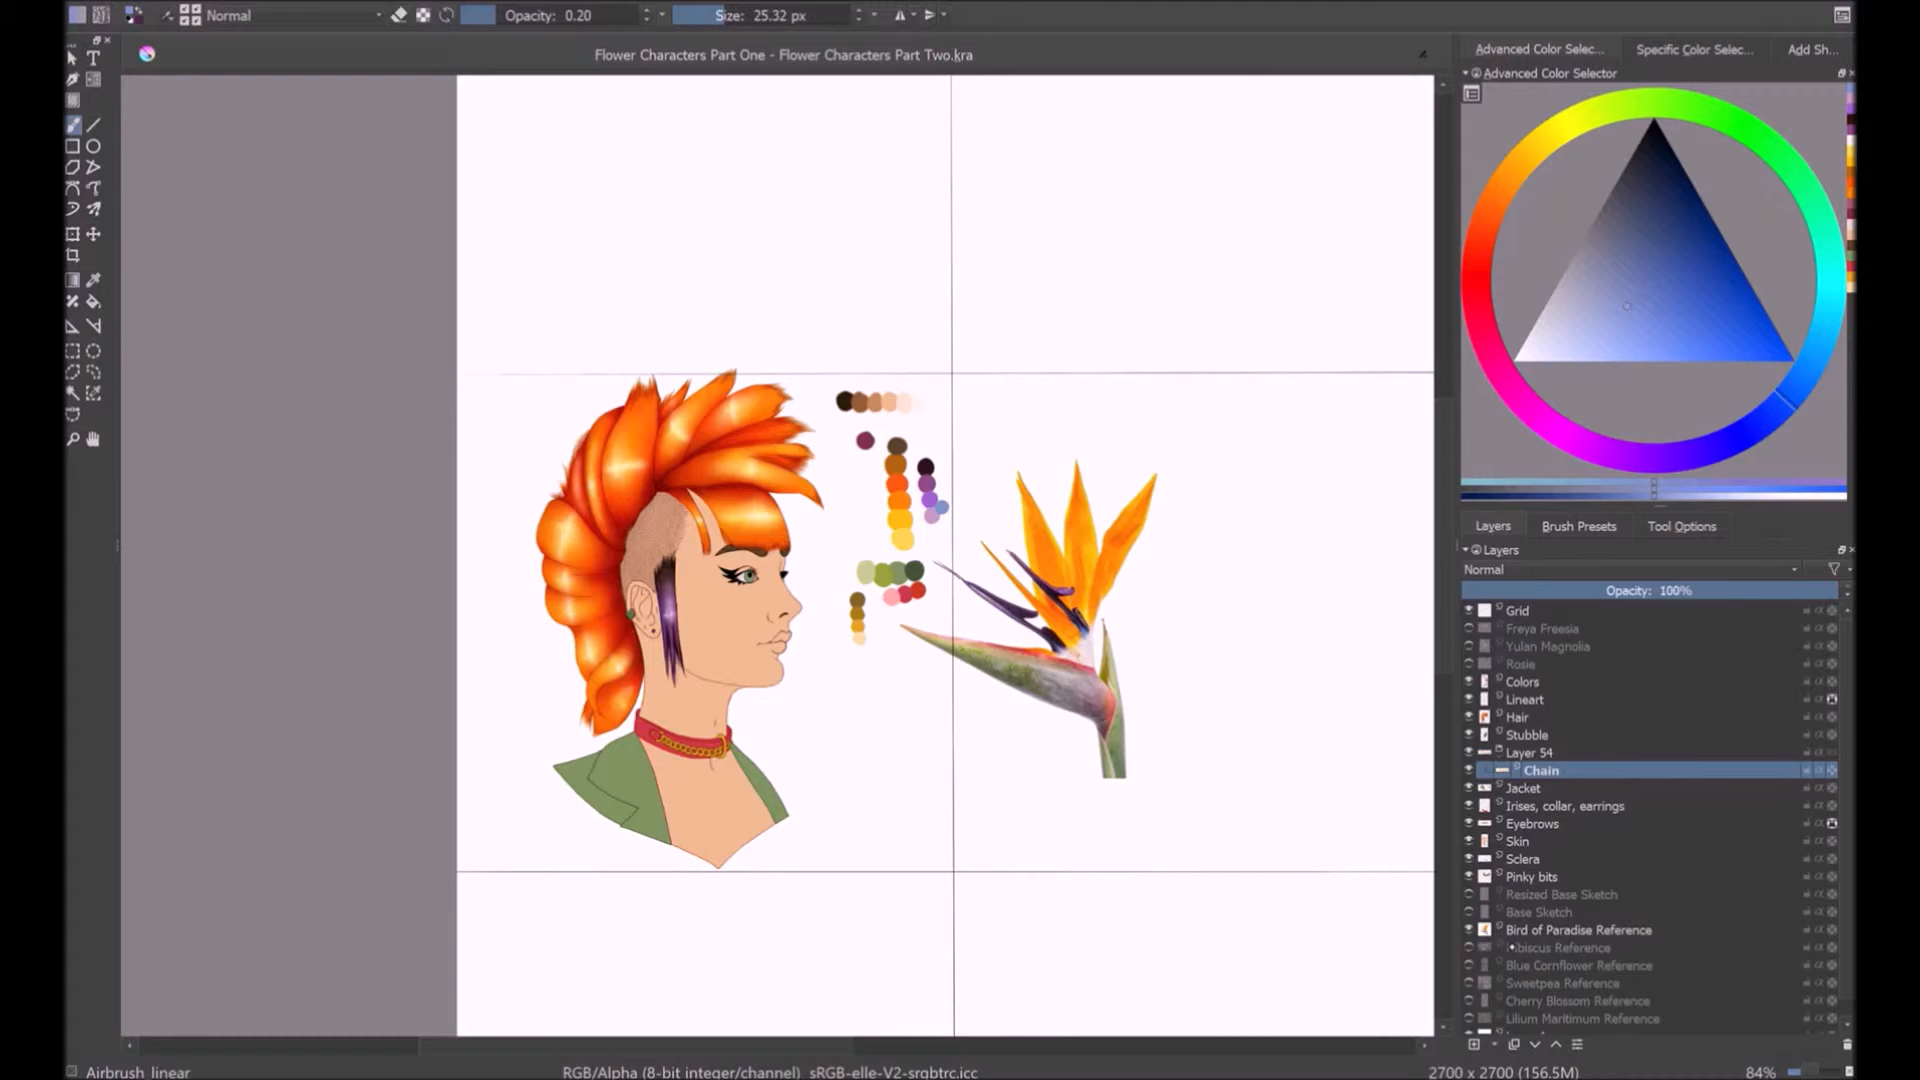 Normal
Opacity: 0.20
Size: 25.32 px
Flower Characters Part One - Flower Characters Part Two.kra
Advanced Color Selec...
Specific Color Selec...
Add Sh...
Advanced Color Selector
Layers
Brush Presets
Tool Options
Layers
Normal
Opacity: 100%
Grid
Freya Freesia
Yulan Magnolia
Rosie
Colors
Lineart
Hair
Stubble
Layer 54
Chain
Jacket
Irises, collar, earrings
Eyebrows
Skin
Sclera
Pinky bits
Resized Base Sketch
Base Sketch
Bird of Paradise Reference
Reference
Blue Cornflower Reference
Sweetpea Reference
Cherry Blossom Reference
Lilium Maritimum Reference
Airbrush linear
RGB/Alpha (8-bit integer/channel) sRGB-elle-V2-srgbtrc.icc
2700 x 2700 (156.5M)
84%